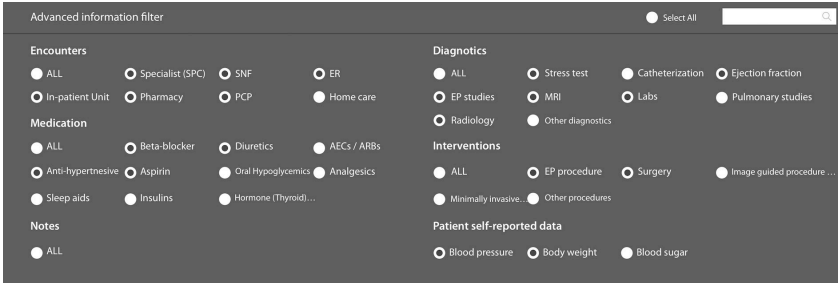 Advanced information filter
Select All
Encounters
ALL Specialist (SPC) SNF ER
In-patient Unit Pharmacy PCP Home care
Medication
ALL Beta-blocker Diuretics AECs / ARBs
Anti-hypertnesive Aspirin Oral Hypoglycemics Analgesics
Sleep aids Insulins Hormone (Thyroid)...
Notes
ALL
Diagnotics
ALL Stress test Catheterization Ejection fraction
EP studies MRI Labs Pulmonary studies
Radiology Other diagnostics
Interventions
ALL EP procedure Surgery Image guided procedure ...
Minimally invasive... Other procedures
Patient self-reported data
Blood pressure Body weight Blood sugar